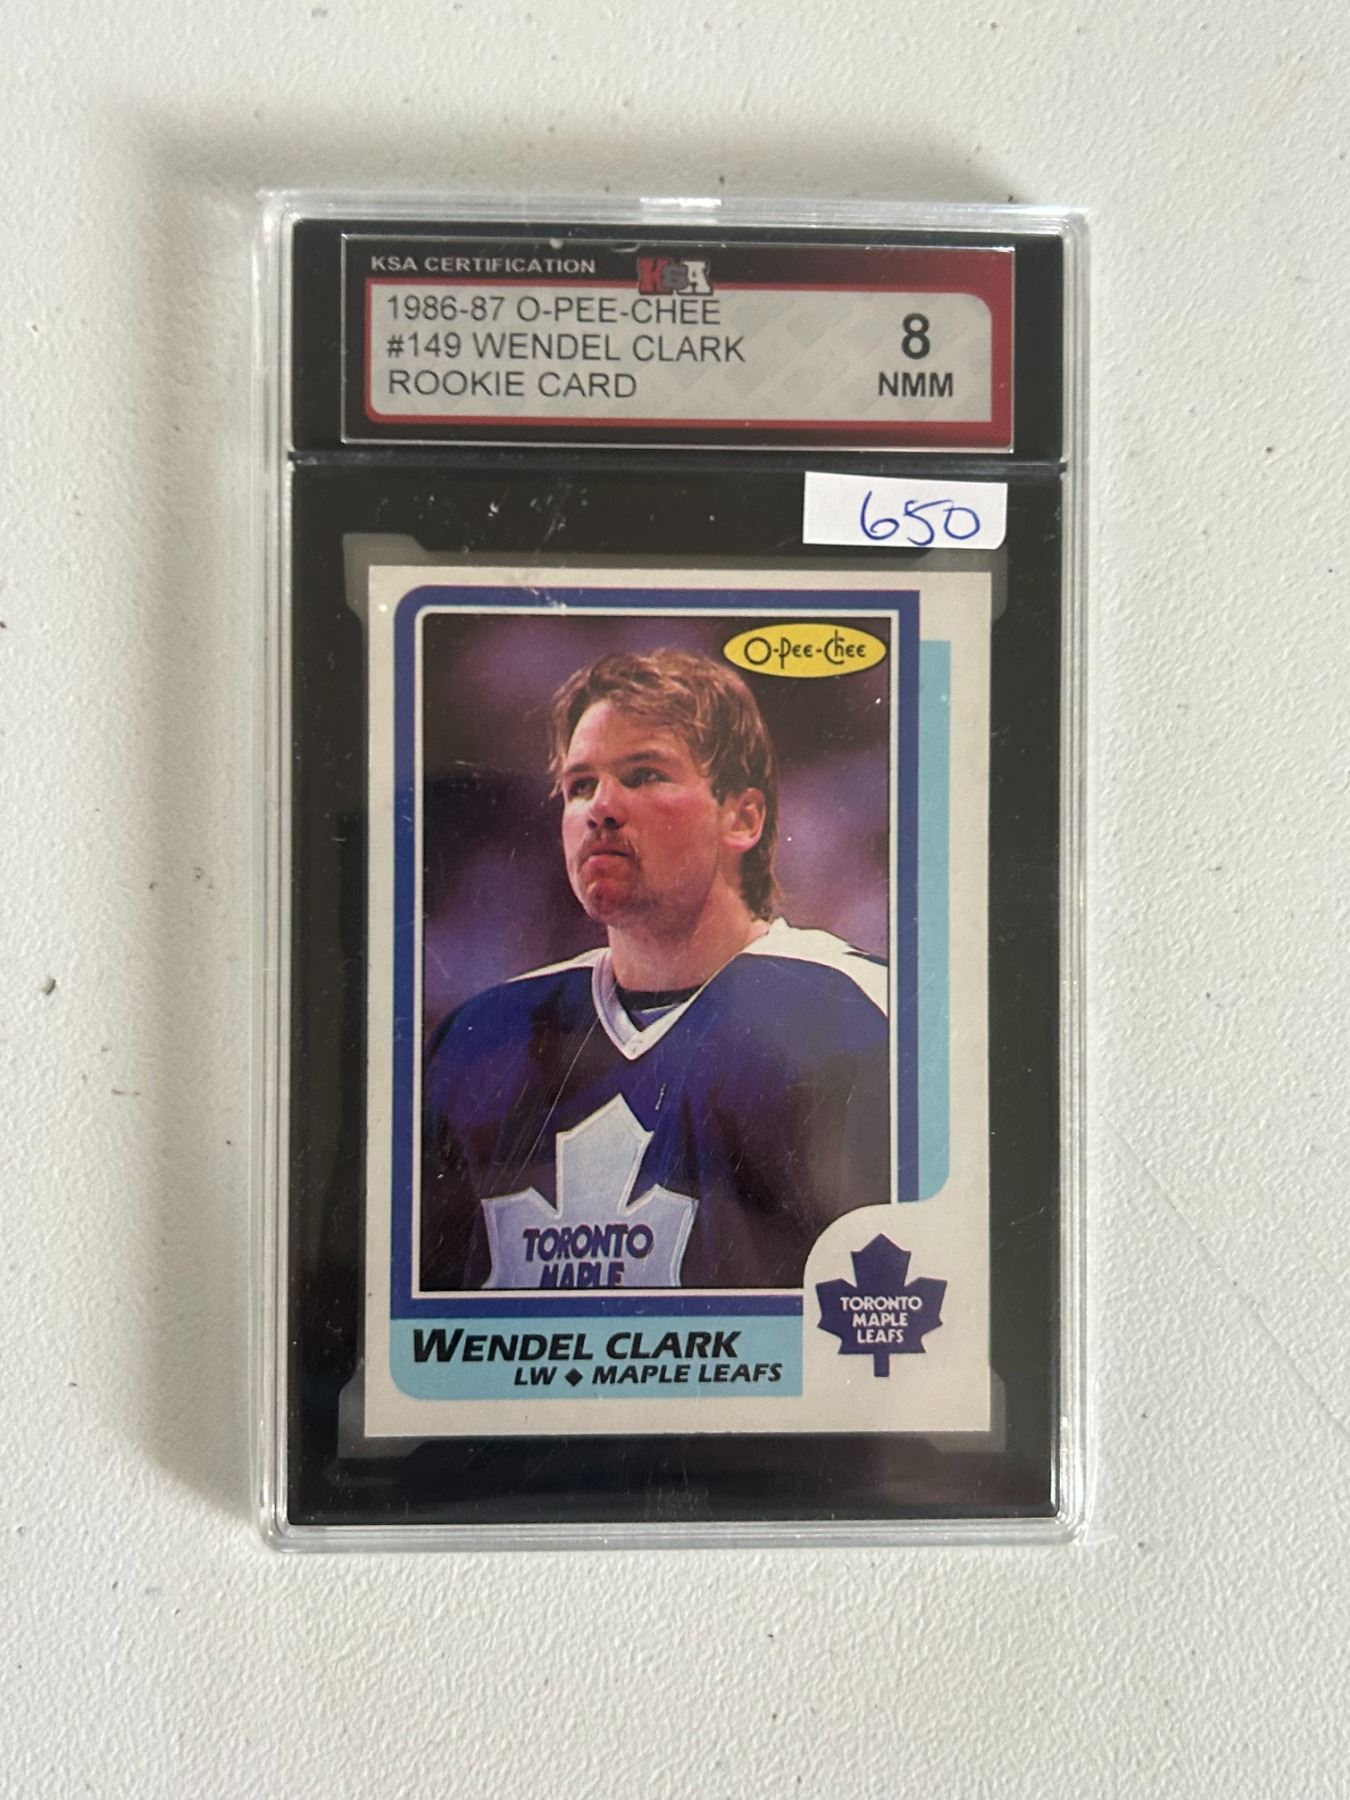 KSA CERTIFICATION KSA
1986-87 O-PEE-CHEE
#149 WENDEL CLARK
ROOKIE CARD
8
NMM
650
O-Pee-Chee
TORONTO
MAPLE
TORONTO
MAPLE
LEAFS
WENDEL CLARK
LW ◆ MAPLE LEAFS